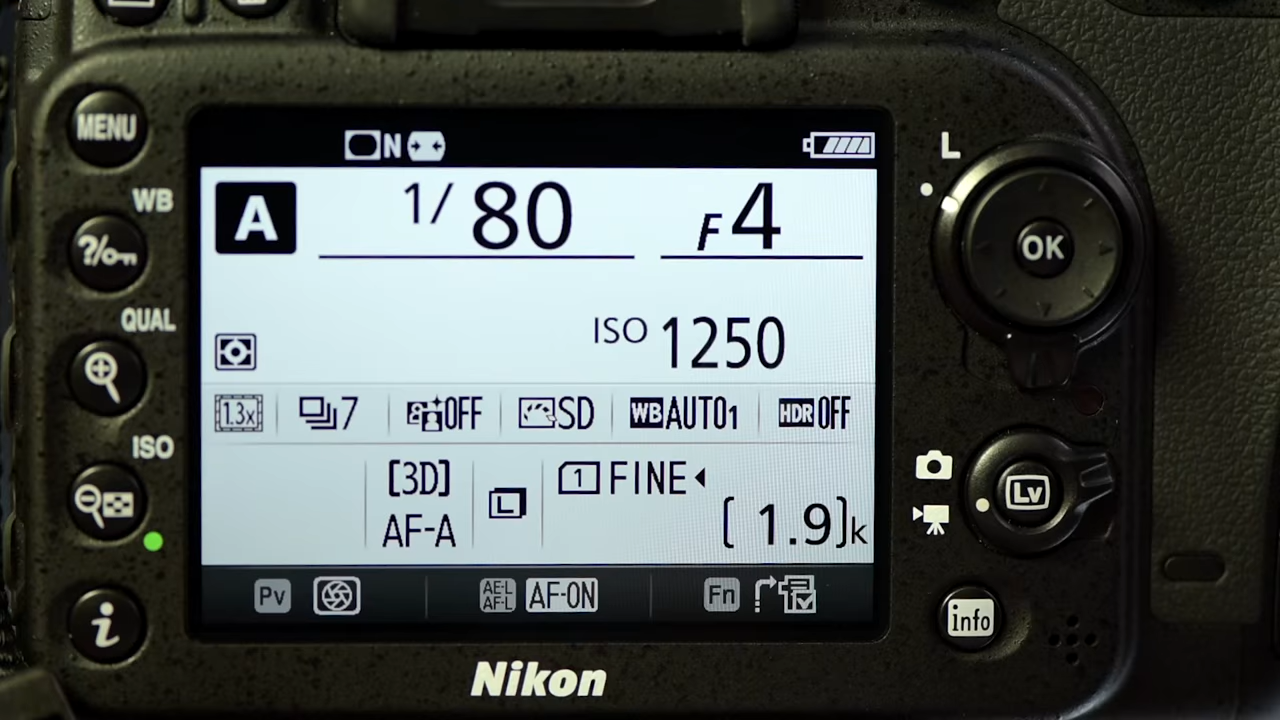 MENU
WB
?
QUAL
ISO
i
N
A 1/80 F4
ISO 1250
1.3x 7 OFF SD WB AUTO1 HDR OFF
[3D] L 1 FINE
AF-A [1.9]k
Pv AE-L AF-L AF-ON Fn
Nikon
L
OK
Lv
info